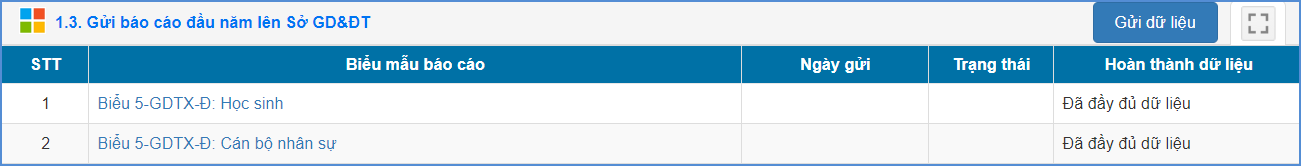 1.3. Gửi báo cáo đầu năm lên Sở GD&ĐT
Gửi dữ liệu
STT Biểu mẫu báo cáo Ngày gửi Trạng thái Hoàn thành dữ liệu
1 Biểu 5-GDTX-Đ: Học sinh Đã đầy đủ dữ liệu
2 Biểu 5-GDTX-Đ: Cán bộ nhân sự Đã đầy đủ dữ liệu